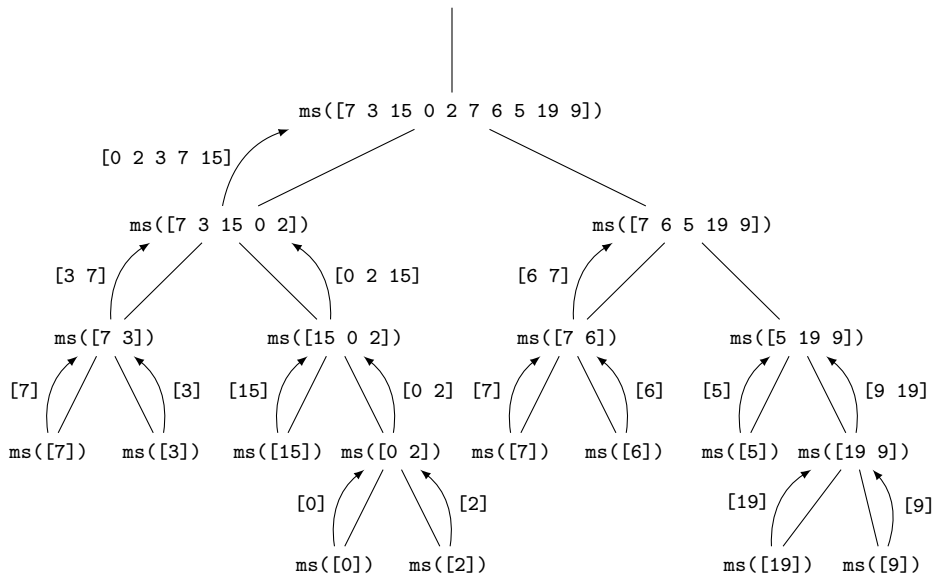 ms([7 3 15 0 2 7 6 5 19 9])
[0 2 3 7 15]
ms([7 3 15 0 2])
ms([7 6 5 19 9])
[3 7]
[0 2 15]
[6 7]
ms([7 3])
ms([15 0 2])
ms([7 6])
ms([5 19 9])
[7]
[3]
[15]
[0 2]
[7]
[6]
[5]
[9 19]
ms([7])
ms([3])
ms([15])
ms([0 2])
ms([7])
ms([6])
ms([5])
ms([19 9])
[0]
[2]
[19]
[9]
ms([0])
ms([2])
ms([19])
ms([9])